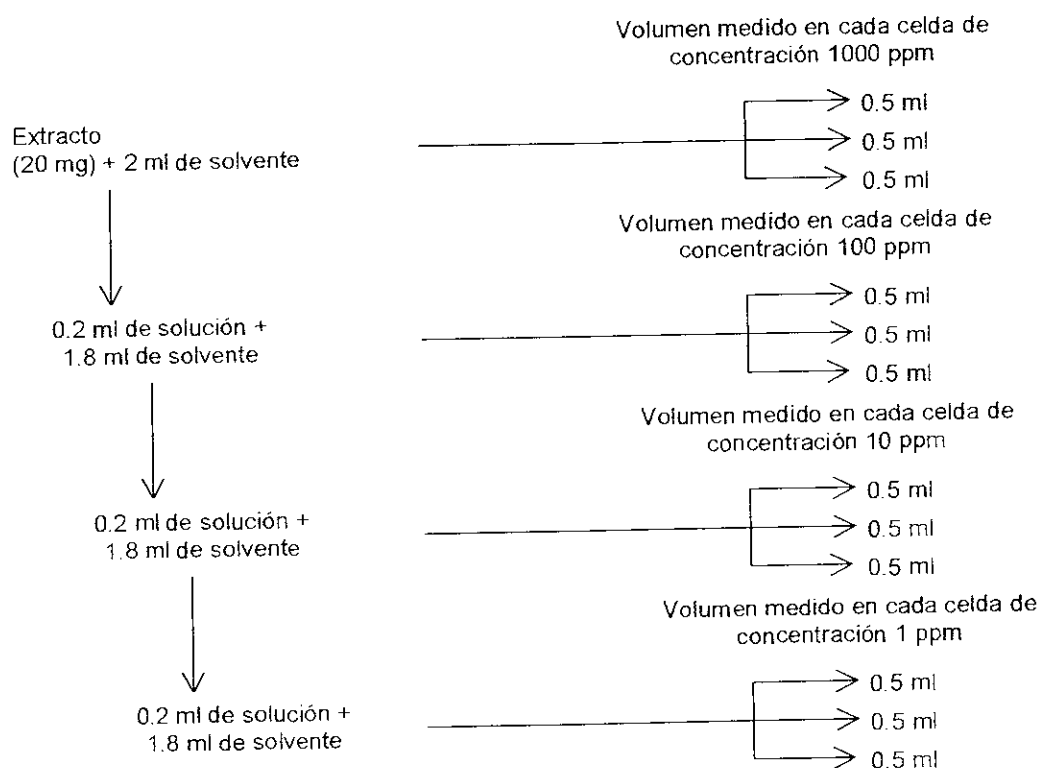 Volumen medido en cada celda de
concentración 1000 ppm
0.5 ml
Extracto
(20 mg) + 2 ml de solvente
0.5 ml
0.5 ml
Volumen medido en cada celda de
concentración 100 ppm
0.5 ml
0.2 ml de solución +
1.8 ml de solvente
0.5 ml
0.5 ml
Volumen medido en cada celda de
concentración 10 ppm
0.5 ml
0.2 ml de solución +
1.8 ml de solvente
0.5 ml
0.5 ml
Volumen medido en cada celda de
concentración 1 ppm
0.5 ml
0.2 ml de solución +
1.8 ml de solvente
0.5 ml
0.5 ml